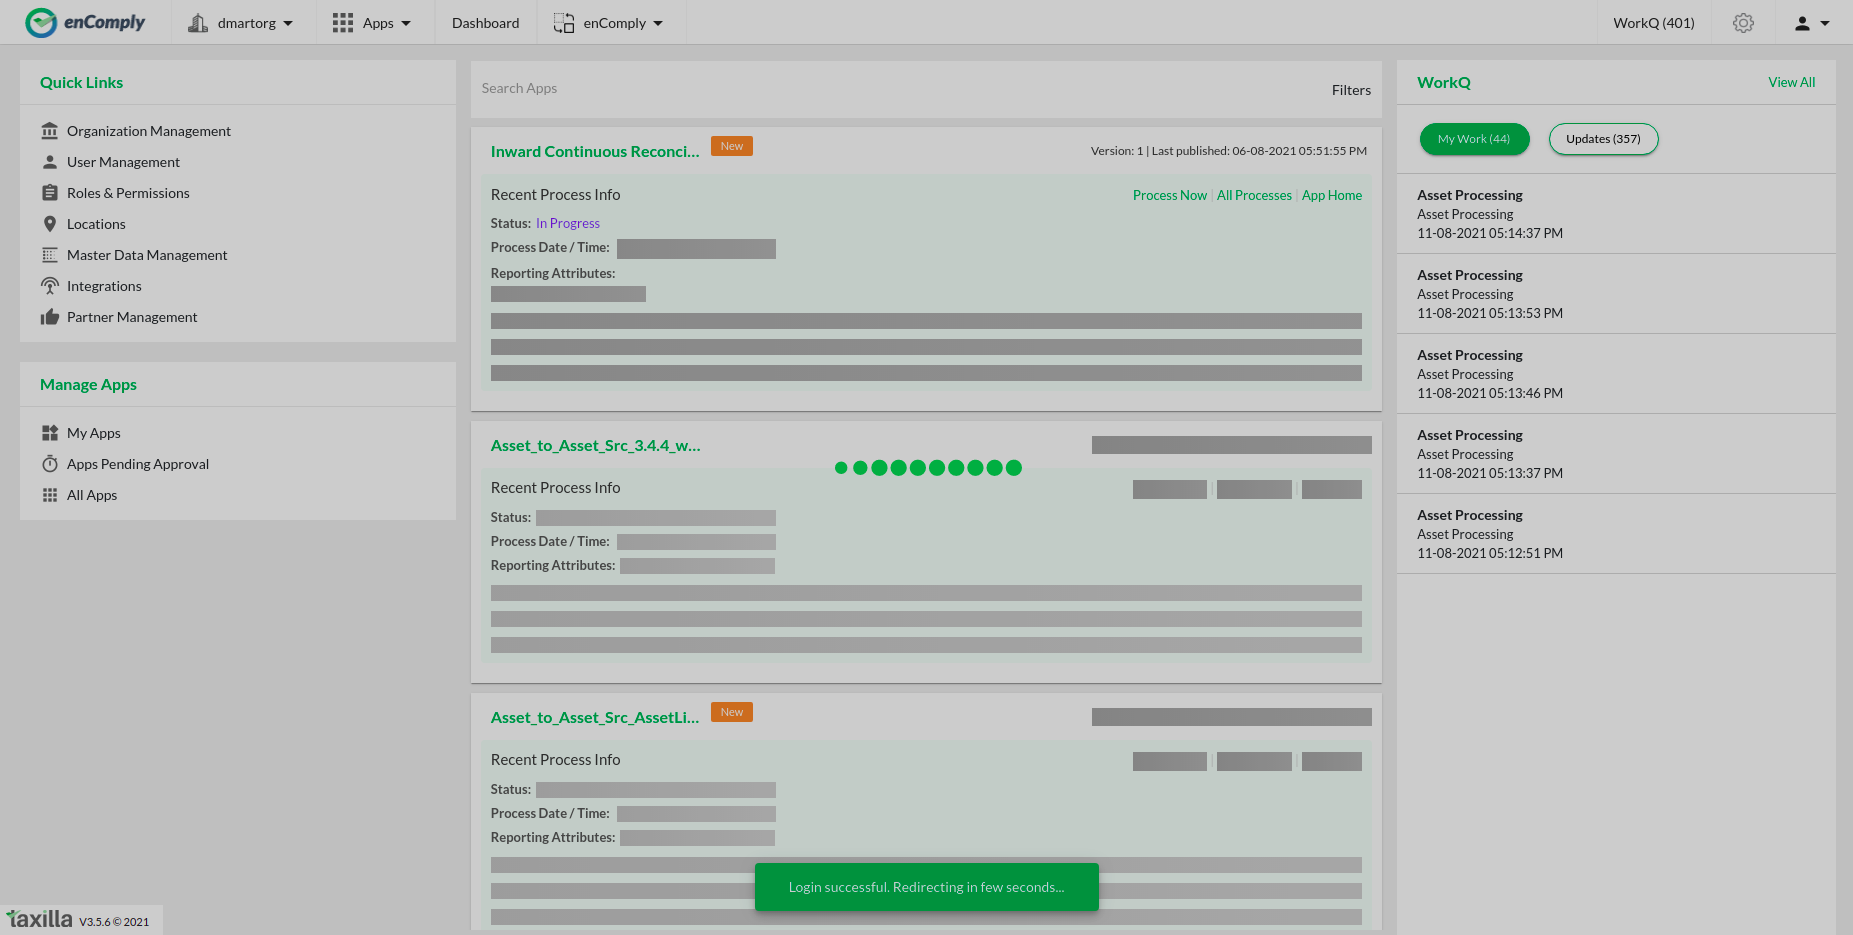 enComply
dmartorg
Apps
Dashboard
enComply
WorkQ (401)
Quick Links
Organization Management
User Management
Roles & Permissions
Locations
Master Data Management
Integrations
Partner Management
Manage Apps
My Apps
Apps Pending Approval
All Apps
Search Apps
Filters
Inward Continuous Reconci...
New
Version: 1 | Last published: 06-08-2021 05:51:55 PM
Recent Process Info
Process Now | All Processes | App Home
Status: In Progress
Process Date / Time:
Reporting Attributes:
Asset_to_Asset_Src_3.4.4_w...
Recent Process Info
Status:
Process Date / Time:
Reporting Attributes:
Asset_to_Asset_Src_AssetLi...
New
Recent Process Info
Status:
Process Date / Time:
Reporting Attributes:
Login successful. Redirecting in few seconds...
WorkQ
View All
My Work (44)
Updates (357)
Asset Processing
Asset Processing
11-08-2021 05:14:37 PM
Asset Processing
Asset Processing
11-08-2021 05:13:53 PM
Asset Processing
Asset Processing
11-08-2021 05:13:46 PM
Asset Processing
Asset Processing
11-08-2021 05:13:37 PM
Asset Processing
Asset Processing
11-08-2021 05:12:51 PM
taxilla V3.5.6 © 2021